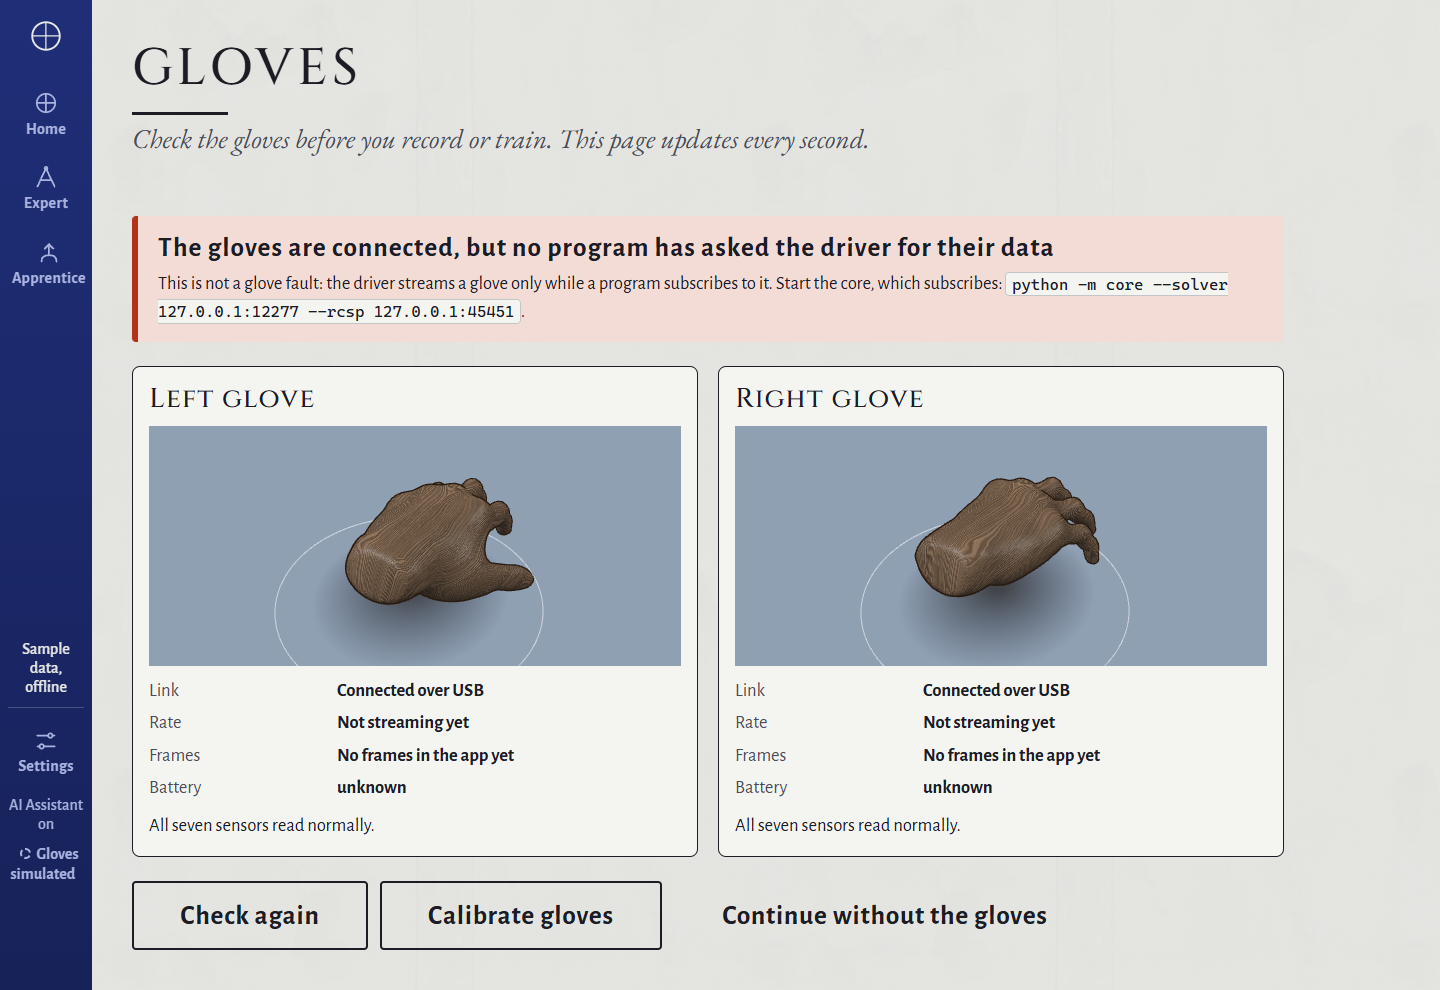 GLOVES
Check the gloves before you record or train. This page updates every second.
Home
Expert
Apprentice
The gloves are connected, but no program has asked the driver for their data
This is not a glove fault: the driver streams a glove only while a program subscribes to it. Start the core, which subscribes: python -m core --solver
127.0.0.1:12277 --rcsp 127.0.0.1:45451 .
LEFT GLOVE
Link Connected over USB
Rate Not streaming yet
Frames No frames in the app yet
Battery unknown
All seven sensors read normally.
RIGHT GLOVE
Link Connected over USB
Rate Not streaming yet
Frames No frames in the app yet
Battery unknown
All seven sensors read normally.
Sample
data,
offline
Settings
AI Assistant
on
Gloves
simulated
Check again
Calibrate gloves
Continue without the gloves